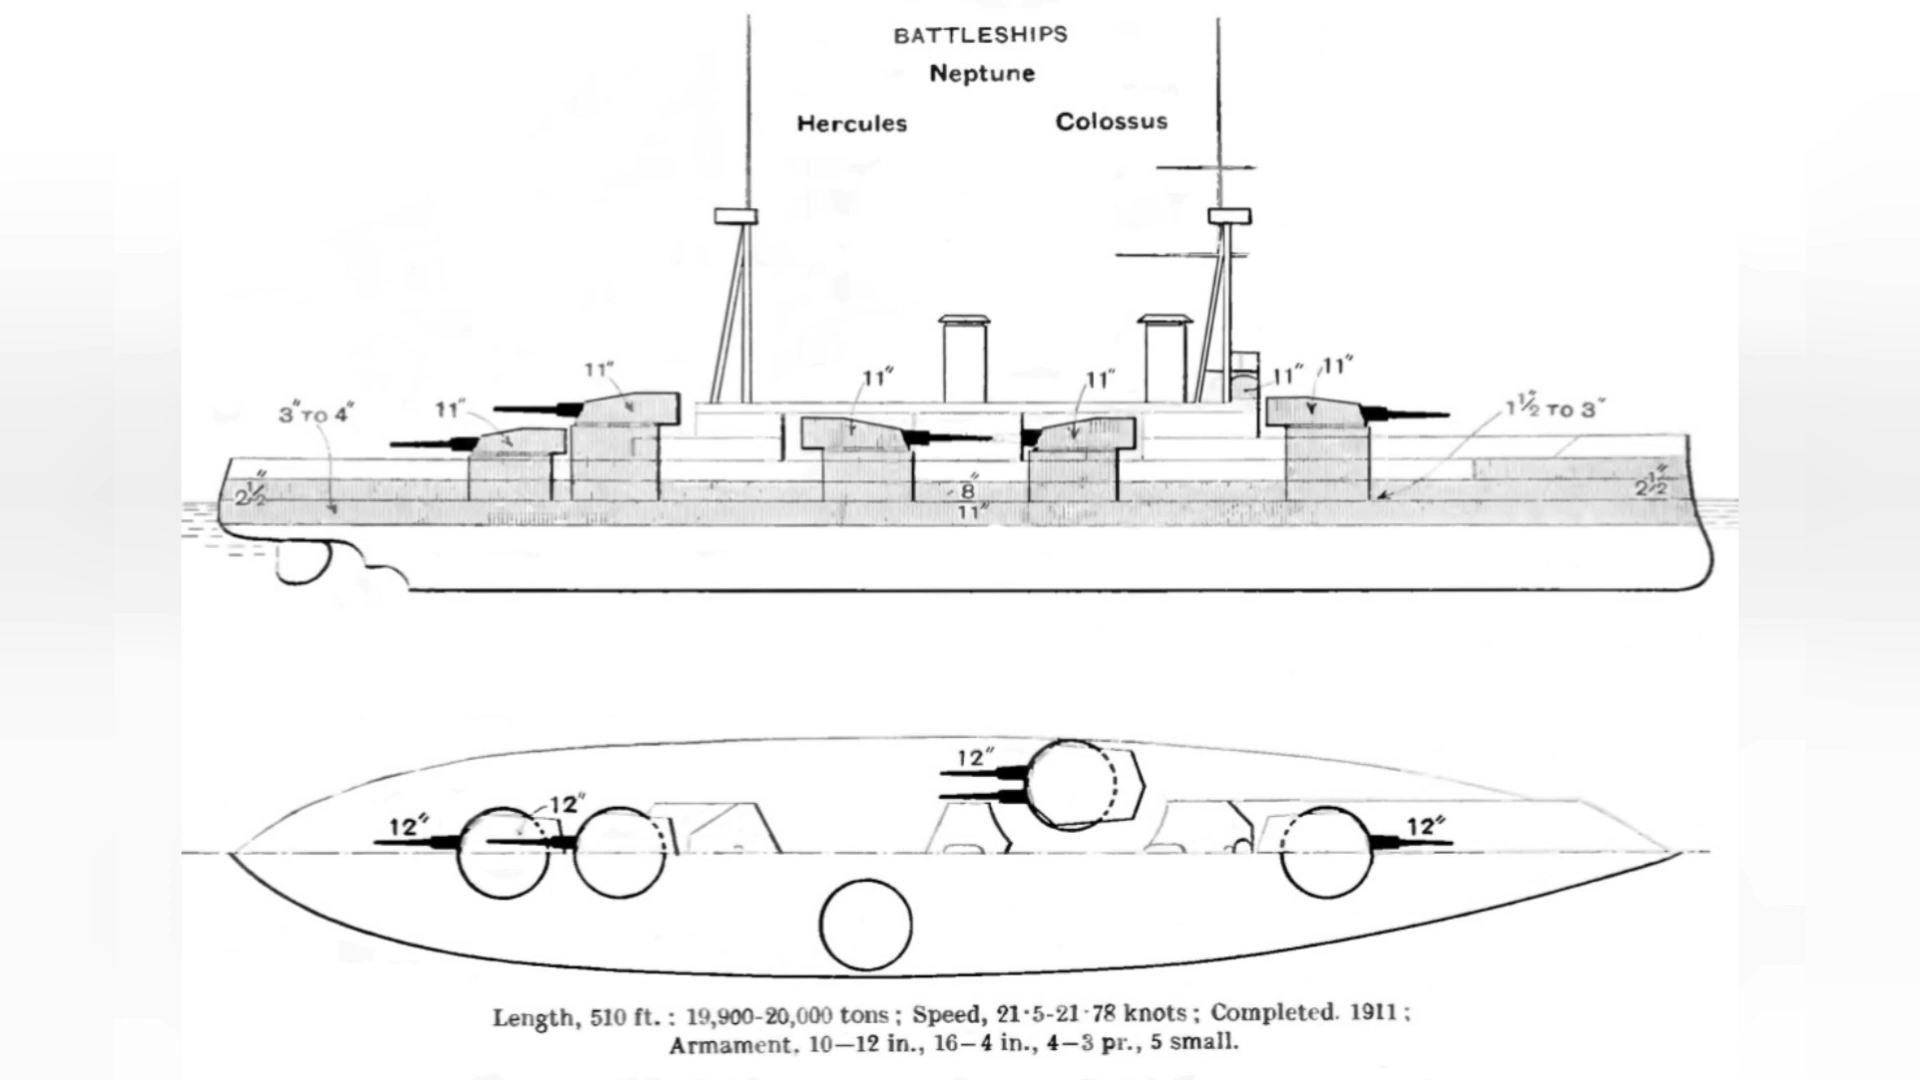 BATTLESHIPS
Neptune
Hercules Colossus
11" 11" 11" 11" 11"
3" TO 4" 11" 11" 1½" TO 3"
2½" 8" 2½"
11"
12"
12" 12" 12"
Length, 510 ft. : 19,900-20,000 tons ; Speed, 21·5-21·78 knots ; Completed. 1911 ;
Armament. 10—12 in., 16—4 in., 4—3 pr., 5 small.